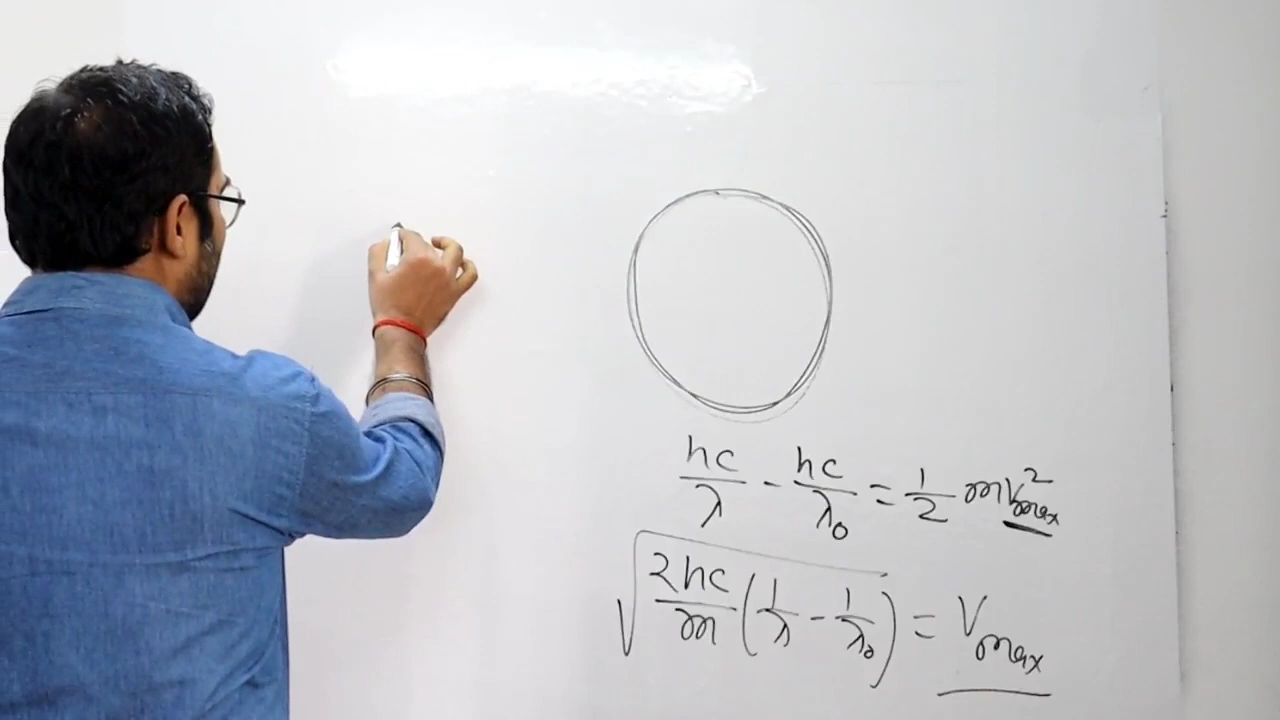 hc/λ - hc/λ₀ = 1/2 mv²max
√(2hc/m (1/λ - 1/λ₀)) = Vmax